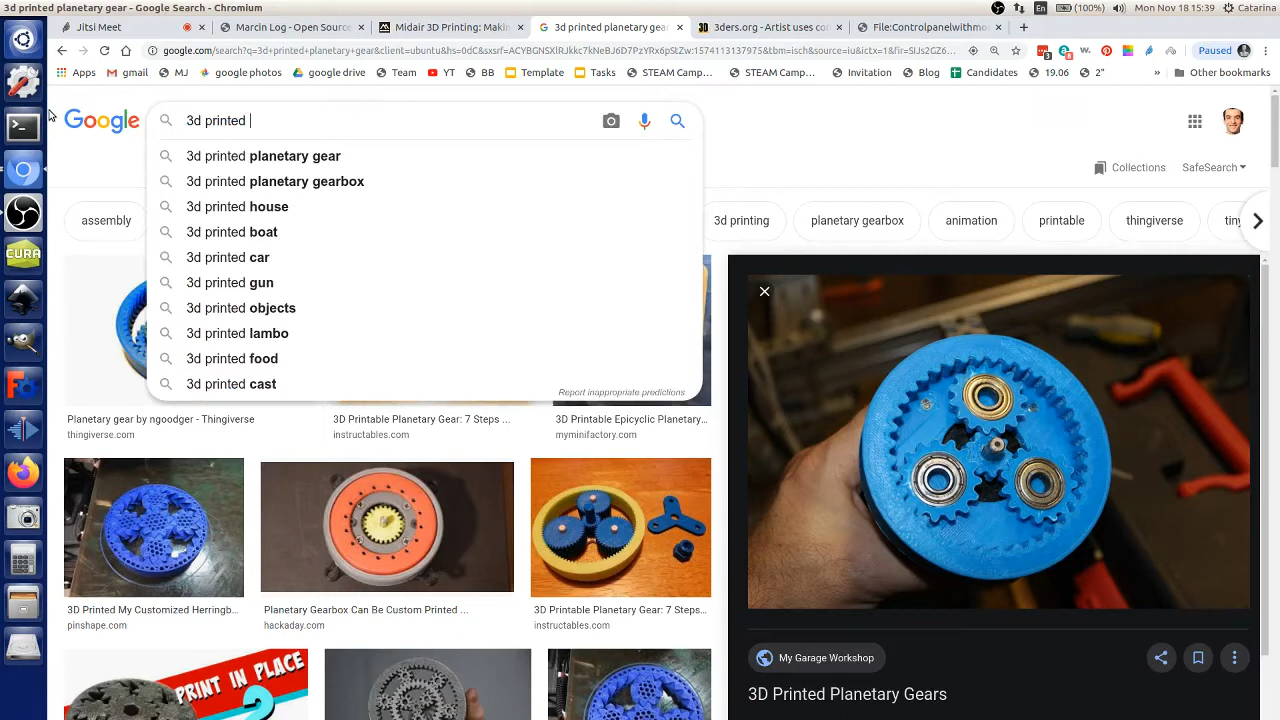 3d printed planetary gear - Google Search - Chromium
En
(100%)
Mon Nov 18 15:39
Catarina
Jitsi Meet
Marcin Log - Open Source
Midair 3D Printing: Making
3d printed planetary gear
3ders.org - Artist uses co
File:Controlpanelwithmo
google.com/search?q=3d+printed+planetary+gear&client=ubuntu&hs=0dC&sxsrf=ACYBGNSXlRJkkc7kNeBJ6D7PzYRx6pStZw:1574113137975&tbm=isch&source=iu&ictx=1&fir=SIJs2GZ6...
Paused
Apps
gmail
MJ
google photos
google drive
Team
YT
BB
Template
Tasks
STEAM Camp...
STEAM Camp...
Invitation
Blog
Candidates
19.06
2"
»
Other bookmarks
Google
3d printed
3d printed planetary gear
3d printed planetary gearbox
3d printed house
3d printed boat
3d printed car
3d printed gun
3d printed objects
3d printed lambo
3d printed food
3d printed cast
Report inappropriate predictions
Collections
SafeSearch
assembly
3d printing
planetary gearbox
animation
printable
thingiverse
tiny
CURA
Planetary gear by ngoodger - Thingiverse
thingiverse.com
3D Printable Planetary Gear: 7 Steps ...
instructables.com
3D Printable Epicyclic Planetary...
myminifactory.com
3D Printed My Customized Herringb...
pinshape.com
Planetary Gearbox Can Be Custom Printed ...
hackaday.com
3D Printable Planetary Gear: 7 Steps...
instructables.com
PRINT IN PLACE
My Garage Workshop
3D Printed Planetary Gears